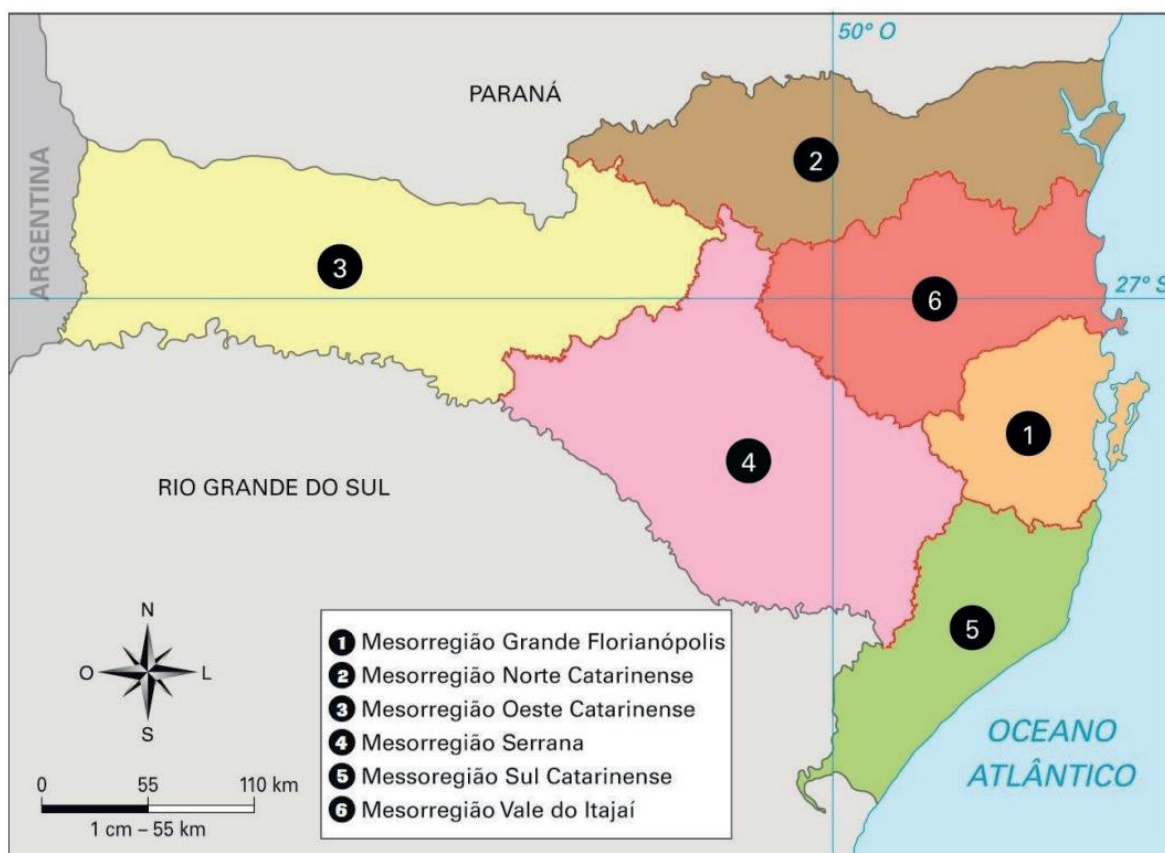 50° O
PARANÁ
ARGENTINA
2
3
27° S
6
1
4
RIO GRANDE DO SUL
5
N
O L
S
1 Mesorregião Grande Florianópolis
2 Mesorregião Norte Catarinense
3 Mesorregião Oeste Catarinense
4 Mesorregião Serrana
5 Messoregião Sul Catarinense
6 Mesorregião Vale do Itajaí
OCEANO
ATLÂNTICO
0 55 110 km
1 cm – 55 km